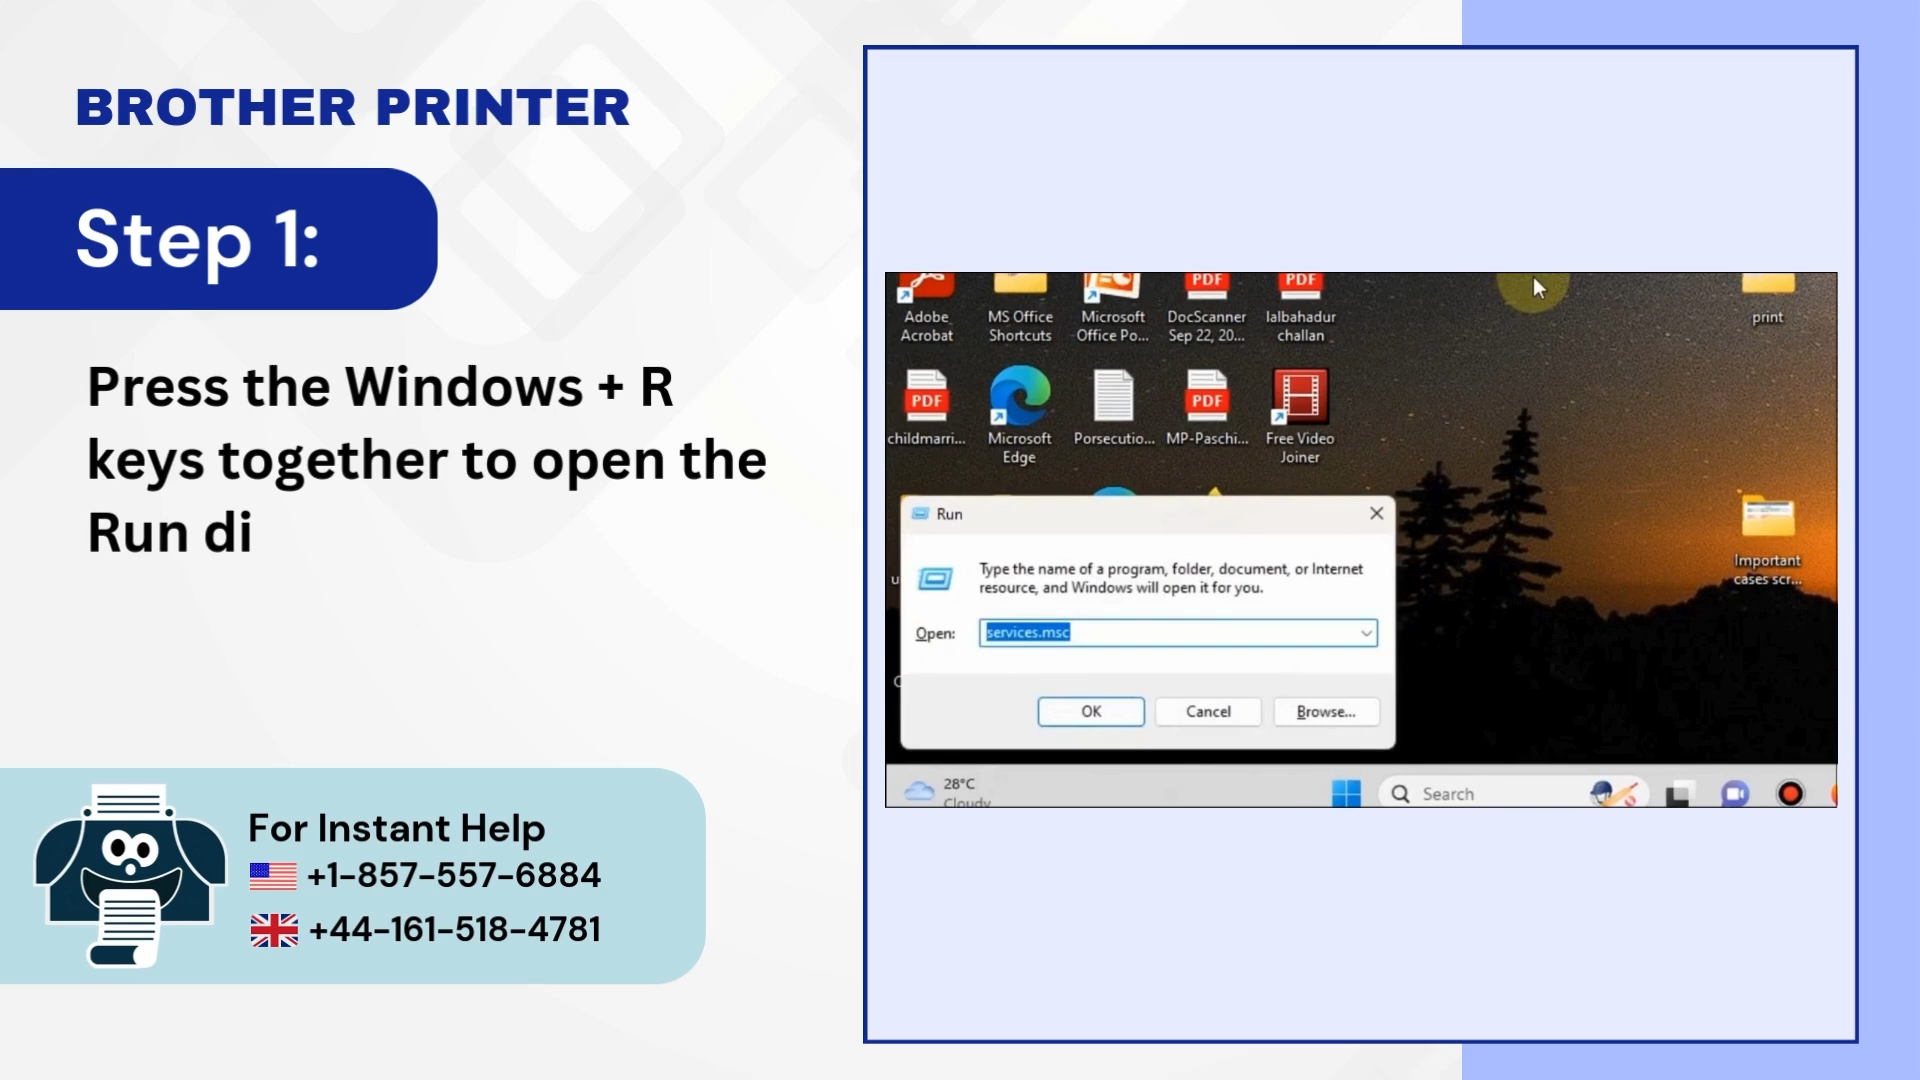 BROTHER PRINTER
Step 1:
Press the Windows + R
keys together to open the
Run di
For Instant Help
+1-857-557-6884
+44-161-518-4781
Adobe
Acrobat
MS Office
Shortcuts
Microsoft
Office Po...
PDF
DocScanner
Sep 22, 20...
PDF
lalbahadur
challan
print
PDF
childmarri...
Microsoft
Edge
Porsecutio...
PDF
MP-Paschi...
Free Video
Joiner
Important
cases scr...
Run
Type the name of a program, folder, document, or Internet
resource, and Windows will open it for you.
Open:
services.msc
OK
Cancel
Browse...
28°C
Cloudy
Search